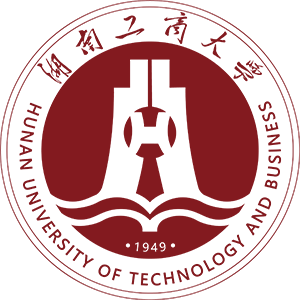 湖南工商大学
HUNAN UNIVERSITY OF TECHNOLOGY AND BUSINESS
·1949·